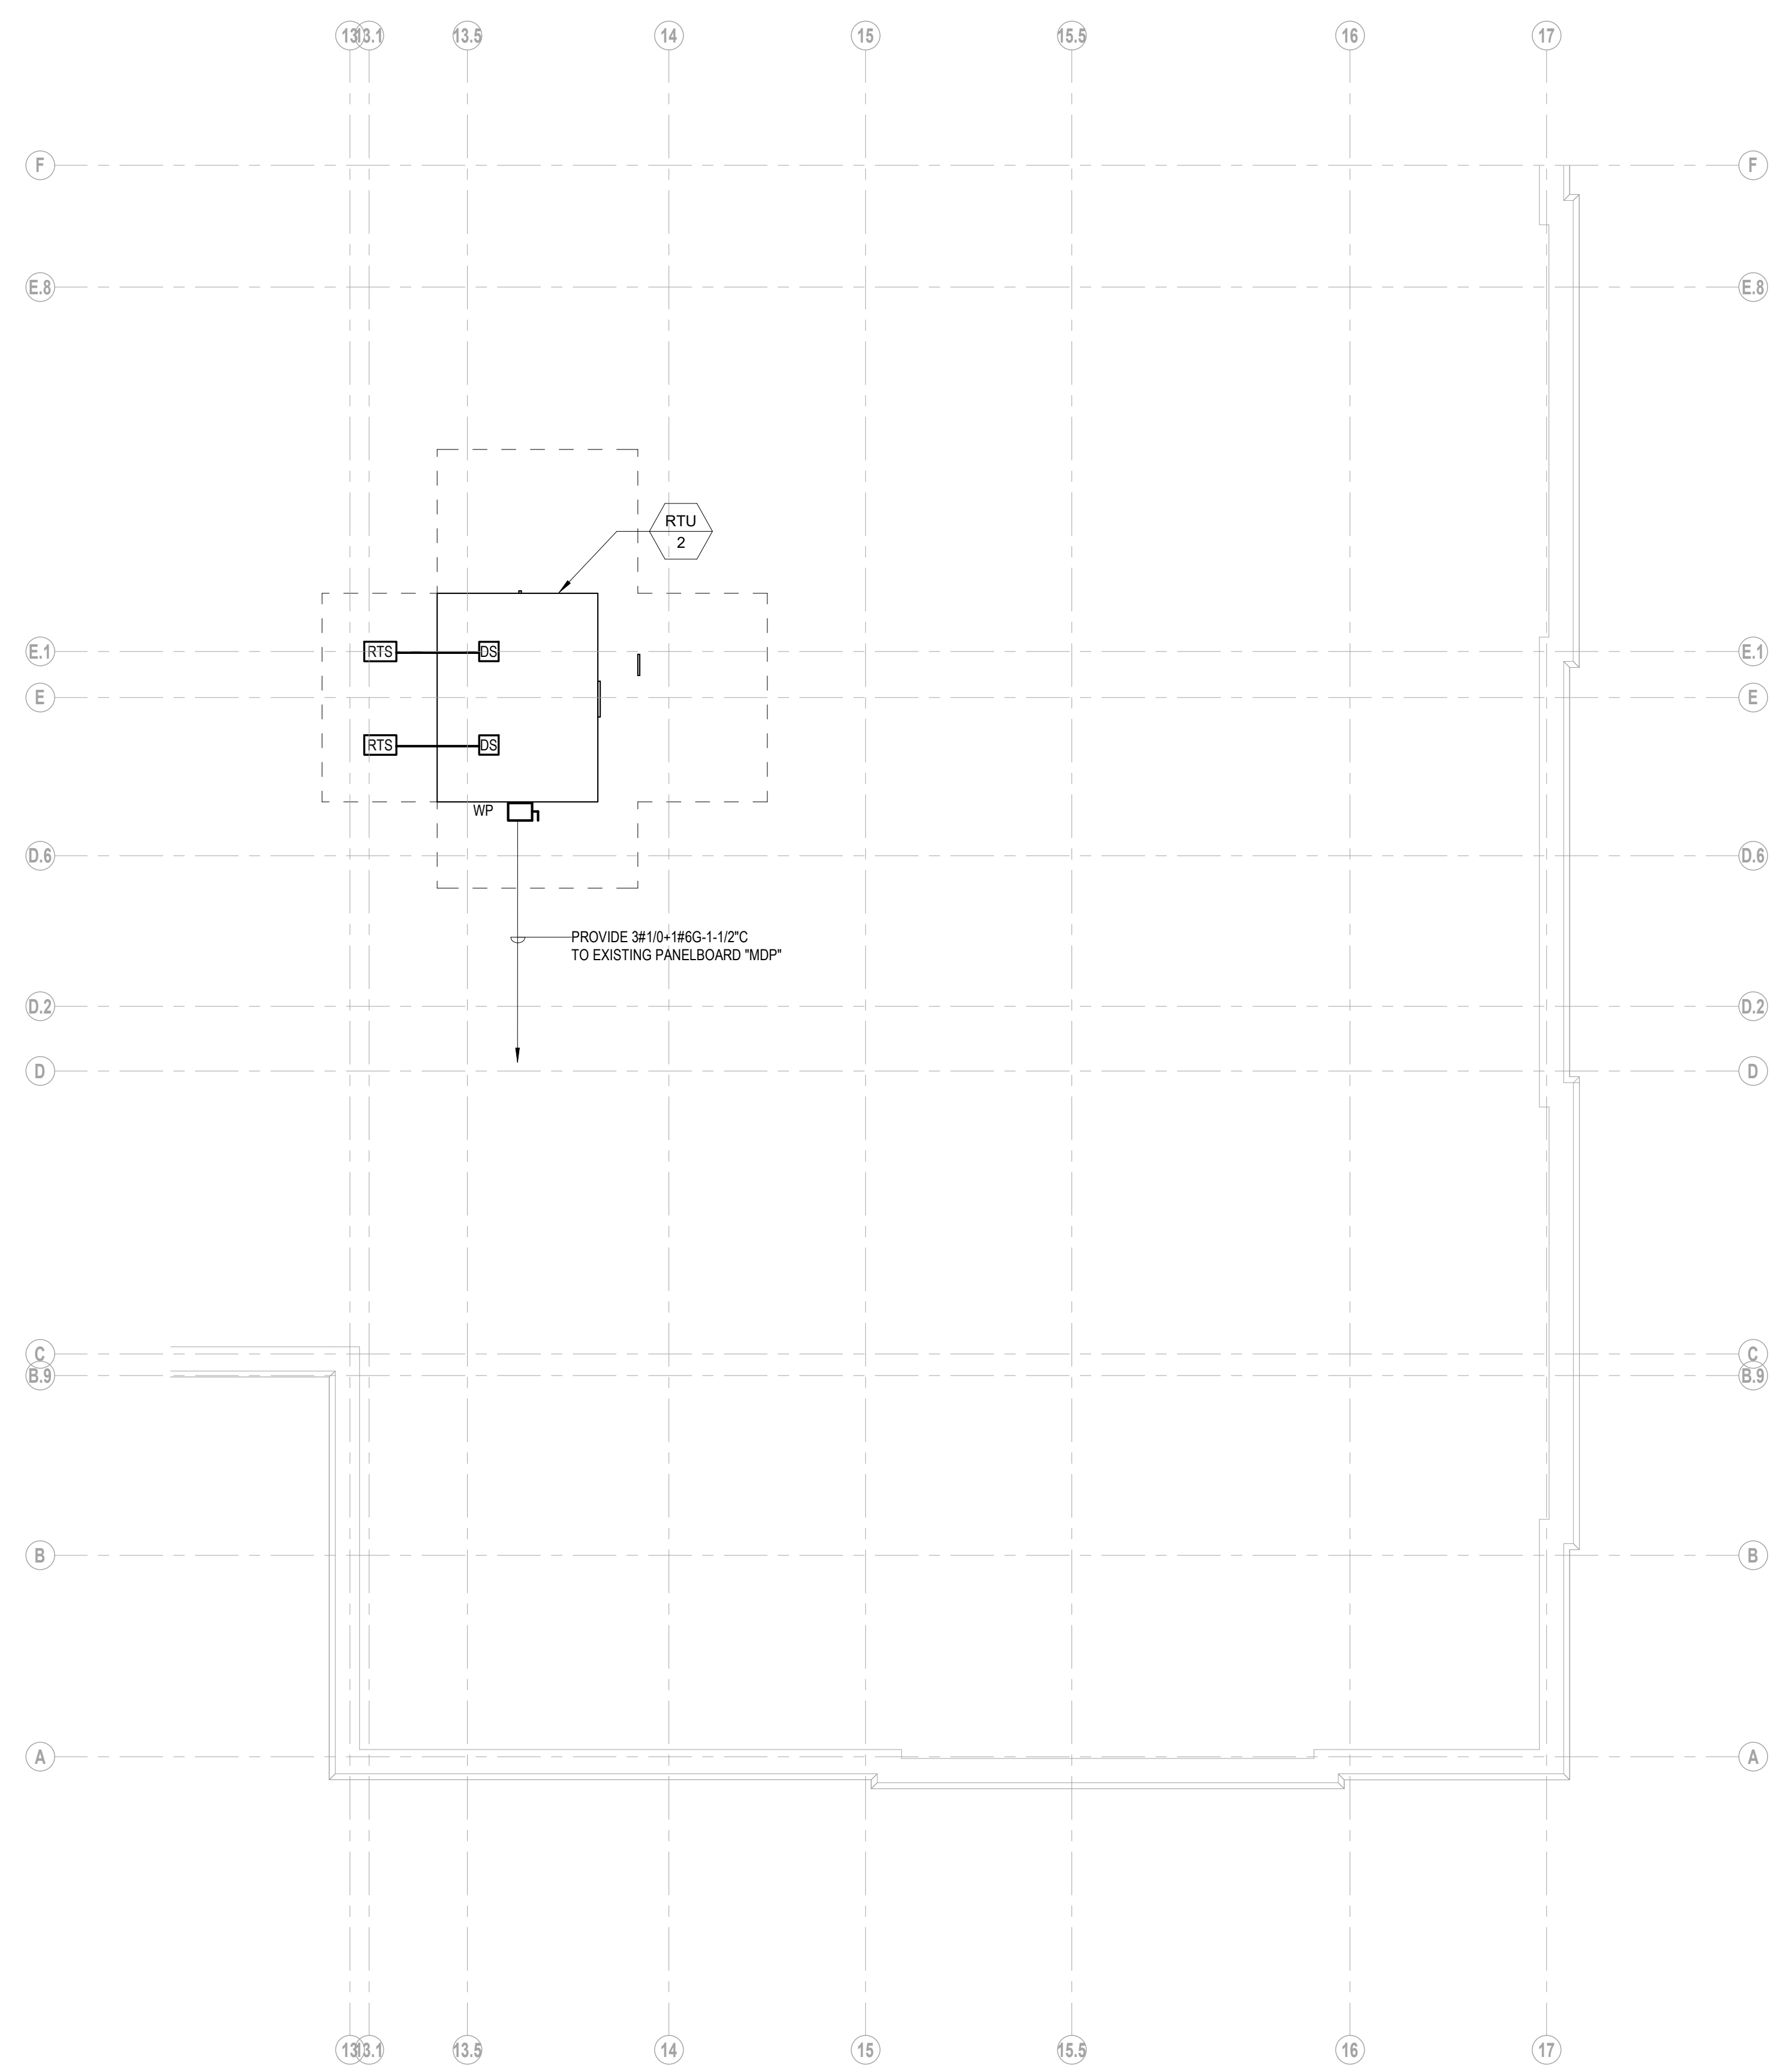 13 13.1 13.5 14 15 15.5 16 17
F F
E.8 E.8
RTU
2
E.1 RTS DS E.1
E E
RTS DS
WP
D.6 D.6
PROVIDE 3#1/0+1#6G-1-1/2"C
TO EXISTING PANELBOARD "MDP"
D.2 D.2
D D
C C
B.9 B.9
B B
A A
13 13.1 13.5 14 15 15.5 16 17